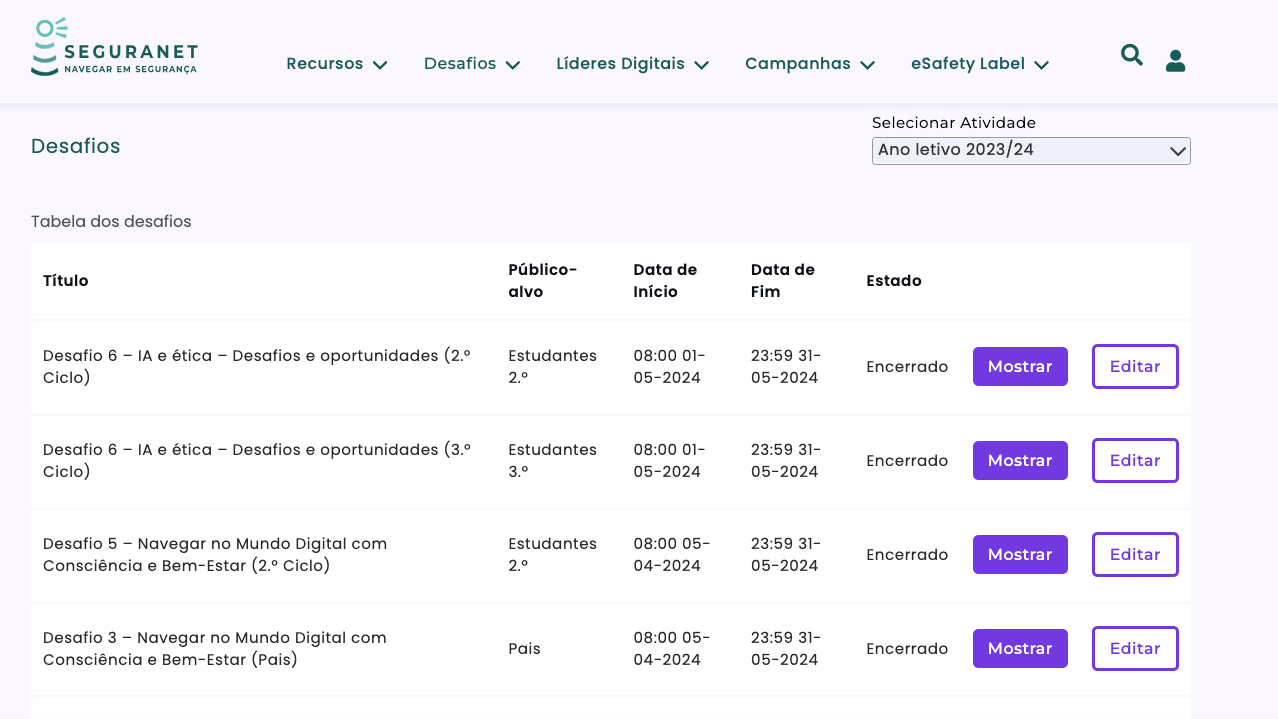 SEGURANET
NAVEGAR EM SEGURANÇA
Recursos
Desafios
Líderes Digitais
Campanhas
eSafety Label
Desafios
Selecionar Atividade
Ano letivo 2023/24
Tabela dos desafios
Título
Público-
alvo
Data de
Início
Data de
Fim
Estado
Desafio 6 – IA e ética – Desafios e oportunidades (2.º
Ciclo)
Estudantes
2.º
08:00 01-
05-2024
23:59 31-
05-2024
Encerrado
Mostrar
Editar
Desafio 6 – IA e ética – Desafios e oportunidades (3.º
Ciclo)
Estudantes
3.º
08:00 01-
05-2024
23:59 31-
05-2024
Encerrado
Mostrar
Editar
Desafio 5 – Navegar no Mundo Digital com
Consciência e Bem-Estar (2.º Ciclo)
Estudantes
2.º
08:00 05-
04-2024
23:59 31-
05-2024
Encerrado
Mostrar
Editar
Desafio 3 – Navegar no Mundo Digital com
Consciência e Bem-Estar (Pais)
Pais
08:00 05-
04-2024
23:59 31-
05-2024
Encerrado
Mostrar
Editar